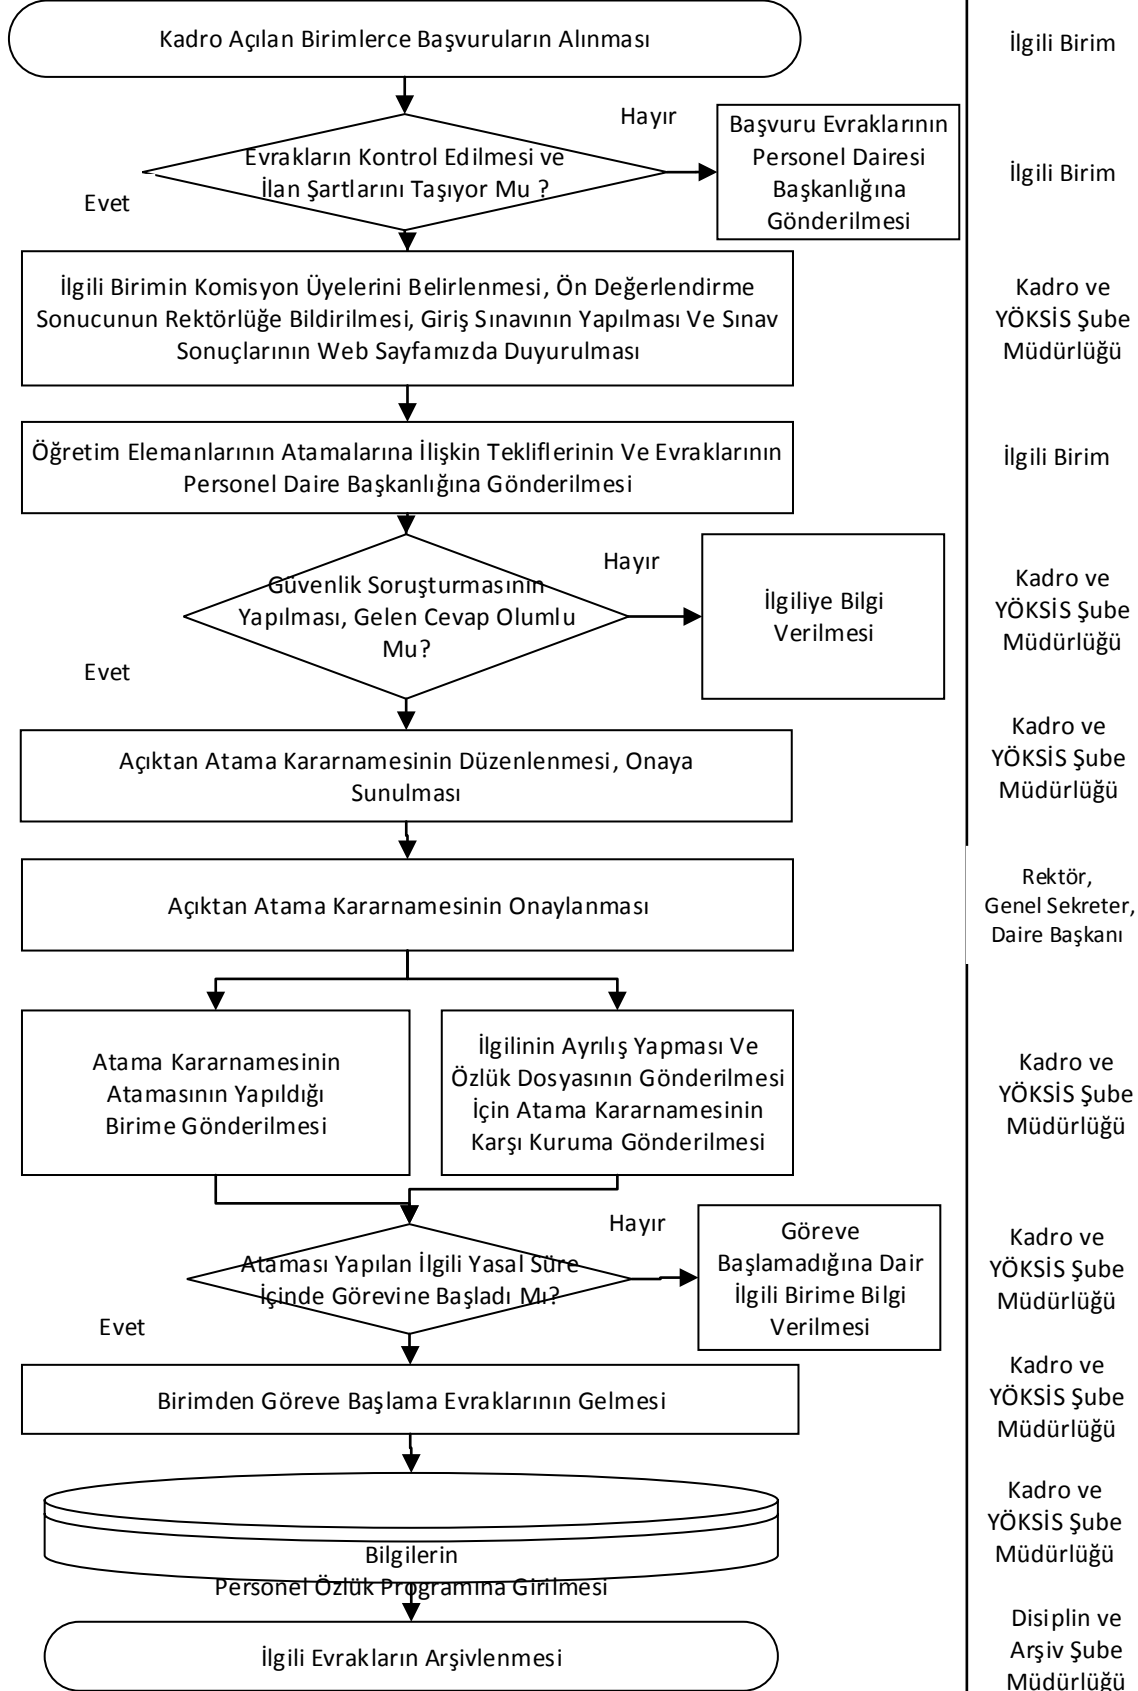 Kadro Açılan Birimlerce Başvuruların Alınması
İlgili Birim
Hayır
Evrakların Kontrol Edilmesi ve
İlan Şartlarını Taşıyor Mu ?
Evet
Başvuru Evraklarının
Personel Dairesi
Başkanlığına
Gönderilmesi
İlgili Birim
İlgili Birimin Komisyon Üyelerini Belirlenmesi, Ön Değerlendirme
Sonucunun Rektörlüğe Bildirilmesi, Giriş Sınavının Yapılması Ve Sınav
Sonuçlarının Web Sayfamızda Duyurulması
Kadro ve
YÖKSİS Şube
Müdürlüğü
Öğretim Elemanlarının Atamalarına İlişkin Tekliflerinin Ve Evraklarının
Personel Daire Başkanlığına Gönderilmesi
İlgili Birim
Hayır
Güvenlik Soruşturmasının
Yapılması, Gelen Cevap Olumlu
Mu?
Evet
İlgiliye Bilgi
Verilmesi
Kadro ve
YÖKSİS Şube
Müdürlüğü
Açıktan Atama Kararnamesinin Düzenlenmesi, Onaya
Sunulması
Kadro ve
YÖKSİS Şube
Müdürlüğü
Açıktan Atama Kararnamesinin Onaylanması
Rektör,
Genel Sekreter,
Daire Başkanı
Atama Kararnamesinin
Atamasının Yapıldığı
Birime Gönderilmesi
İlgilinin Ayrılış Yapması Ve
Özlük Dosyasının Gönderilmesi
İçin Atama Kararnamesinin
Karşı Kuruma Gönderilmesi
Kadro ve
YÖKSİS Şube
Müdürlüğü
Hayır
Ataması Yapılan İlgili Yasal Süre
İçinde Görevine Başladı Mı?
Evet
Göreve
Başlamadığına Dair
İlgili Birime Bilgi
Verilmesi
Kadro ve
YÖKSİS Şube
Müdürlüğü
Birimden Göreve Başlama Evraklarının Gelmesi
Kadro ve
YÖKSİS Şube
Müdürlüğü
Bilgilerin
Personel Özlük Programına Girilmesi
Kadro ve
YÖKSİS Şube
Müdürlüğü
İlgili Evrakların Arşivlenmesi
Disiplin ve
Arşiv Şube
Müdürlüğü